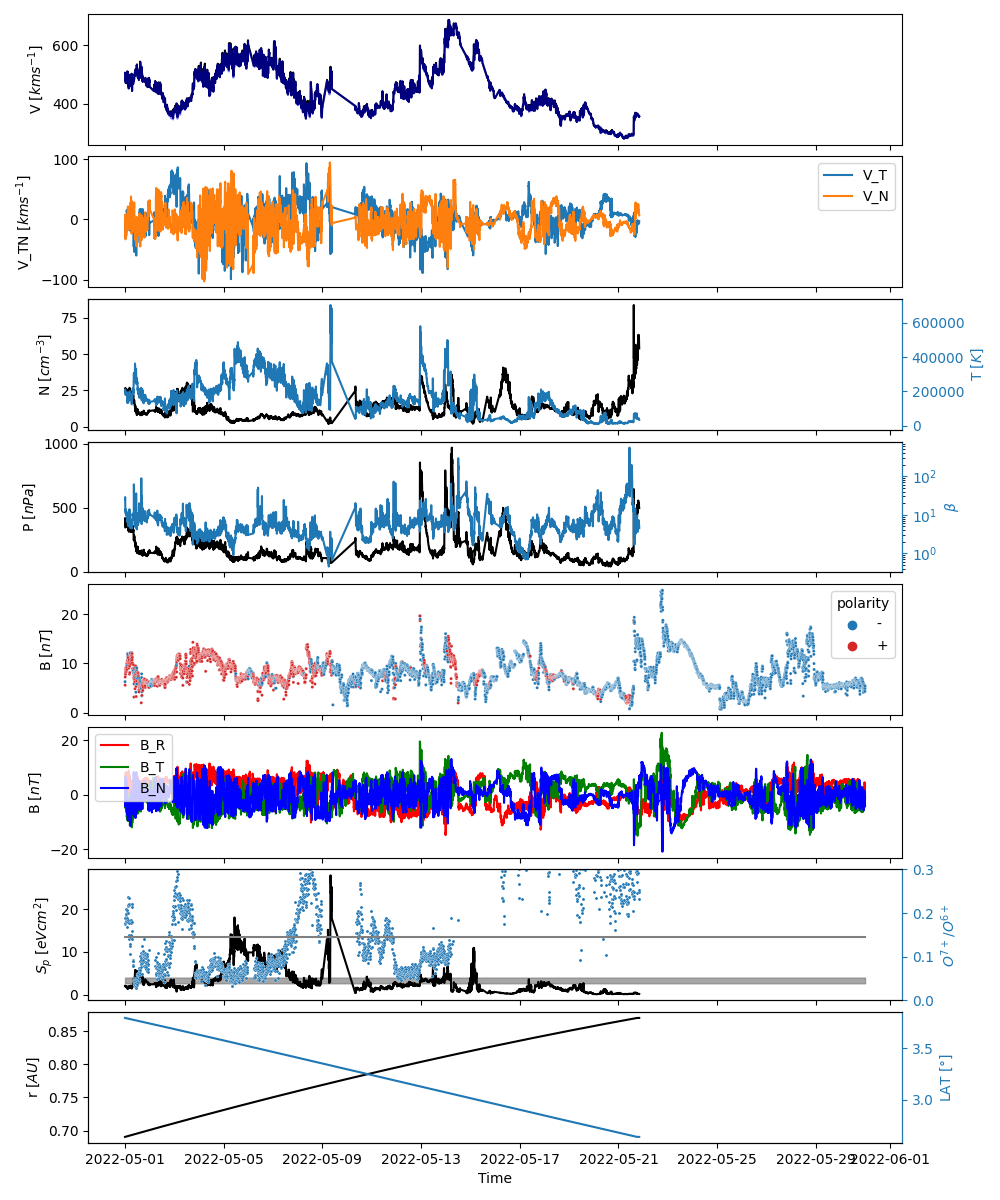 V [kms⁻¹]
600
400
V_TN [kms⁻¹]
100
0
−100
V_T
V_N
N [cm⁻³]
75
50
25
0
600000
400000
200000
0
T [K]
P [nPa]
1000
500
0
10²
10¹
10⁰
β
B [nT]
20
10
0
polarity
-
+
B [nT]
20
0
−20
B_R
B_T
B_N
Sₚ [eVcm²]
20
10
0
0.3
0.2
0.1
0.0
O⁷⁺/O⁶⁺
r [AU]
0.85
0.80
0.75
0.70
3.5
3.0
LAT [°]
2022-05-01 2022-05-05 2022-05-09 2022-05-13 2022-05-17 2022-05-21 2022-05-25 2022-05-29 2022-06-01
Time